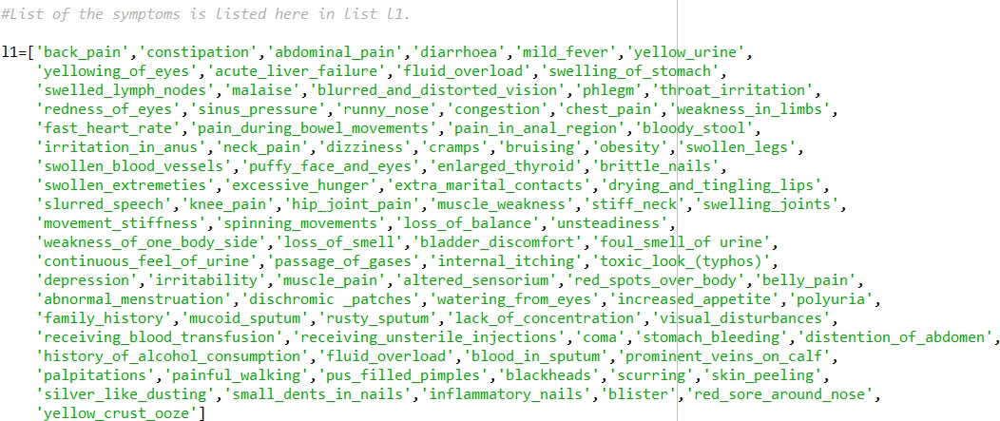 #List of the symptoms is listed here in list l1.
l1=['back_pain','constipation','abdominal_pain','diarrhoea','mild_fever','yellow_urine',
'yellowing_of_eyes','acute_liver_failure','fluid_overload','swelling_of_stomach',
'swelled_lymph_nodes','malaise','blurred_and_distorted_vision','phlegm','throat_irritation',
'redness_of_eyes','sinus_pressure','runny_nose','congestion','chest_pain','weakness_in_limbs',
'fast_heart_rate','pain_during_bowel_movements','pain_in_anal_region','bloody_stool',
'irritation_in_anus','neck_pain','dizziness','cramps','bruising','obesity','swollen_legs',
'swollen_blood_vessels','puffy_face_and_eyes','enlarged_thyroid','brittle_nails',
'swollen_extremeties','excessive_hunger','extra_marital_contacts','drying_and_tingling_lips',
'slurred_speech','knee_pain','hip_joint_pain','muscle_weakness','stiff_neck','swelling_joints',
'movement_stiffness','spinning_movements','loss_of_balance','unsteadiness',
'weakness_of_one_body_side','loss_of_smell','bladder_discomfort','foul_smell_of urine',
'continuous_feel_of_urine','passage_of_gases','internal_itching','toxic_look_(typhos)',
'depression','irritability','muscle_pain','altered_sensorium','red_spots_over_body','belly_pain',
'abnormal_menstruation','dischromic _patches','watering_from_eyes','increased_appetite','polyuria',
'family_history','mucoid_sputum','rusty_sputum','lack_of_concentration','visual_disturbances',
'receiving_blood_transfusion','receiving_unsterile_injections','coma','stomach_bleeding','distention_of_abdomen',
'history_of_alcohol_consumption','fluid_overload','blood_in_sputum','prominent_veins_on_calf',
'palpitations','painful_walking','pus_filled_pimples','blackheads','scurring','skin_peeling',
'silver_like_dusting','small_dents_in_nails','inflammatory_nails','blister','red_sore_around_nose',
'yellow_crust_ooze']